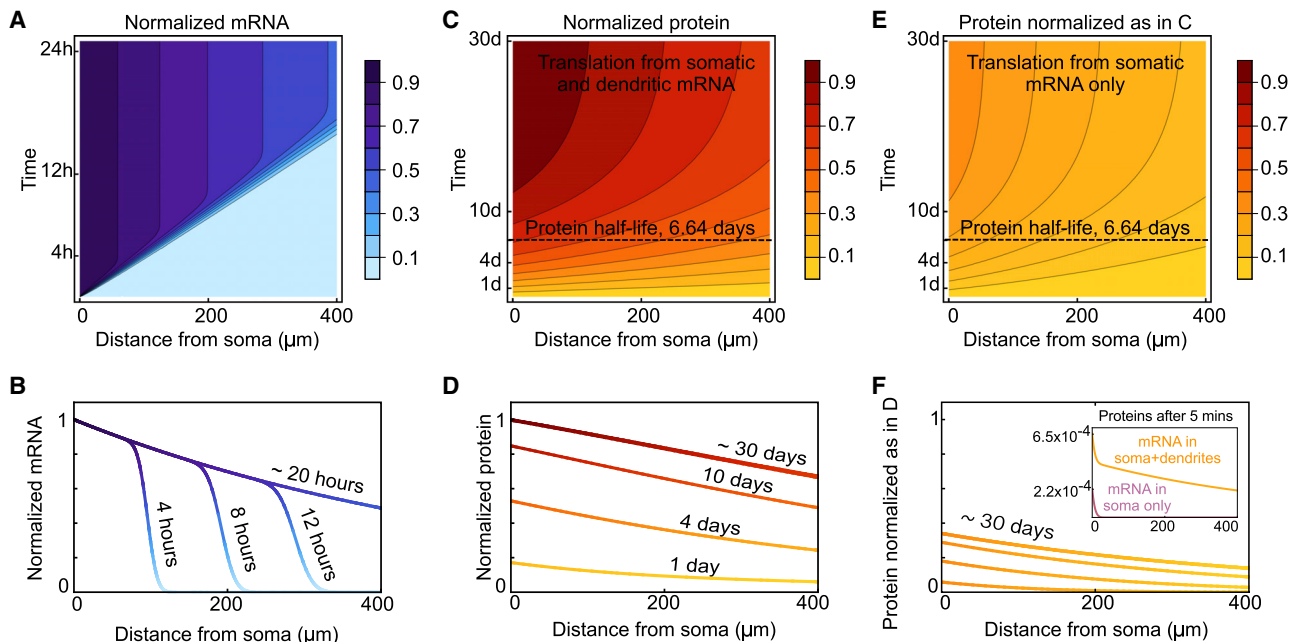 A
Normalized mRNA
24h
12h
4h
Time
0
200
400
Distance from soma (µm)
0.9
0.7
0.5
0.3
0.1
C
Normalized protein
30d
10d
4d
1d
Time
Translation from somatic
and dendritic mRNA
Protein half-life, 6.64 days
0
200
400
Distance from soma (µm)
0.9
0.7
0.5
0.3
0.1
E
Protein normalized as in C
30d
10d
4d
1d
Time
Translation from somatic
mRNA only
Protein half-life, 6.64 days
0
200
400
Distance from soma (µm)
0.9
0.7
0.5
0.3
0.1
B
Normalized mRNA
1
0
~ 20 hours
4 hours
8 hours
12 hours
0
200
400
Distance from soma (µm)
D
Normalized protein
1
0
~ 30 days
10 days
4 days
1 day
0
200
400
Distance from soma (µm)
F
Protein normalized as in D
1
0
~ 30 days
Proteins after 5 mins
6.5x10-4
2.2x10-4
mRNA in
soma+dendrites
mRNA in
soma only
0
200
400
0
200
400
Distance from soma (µm)